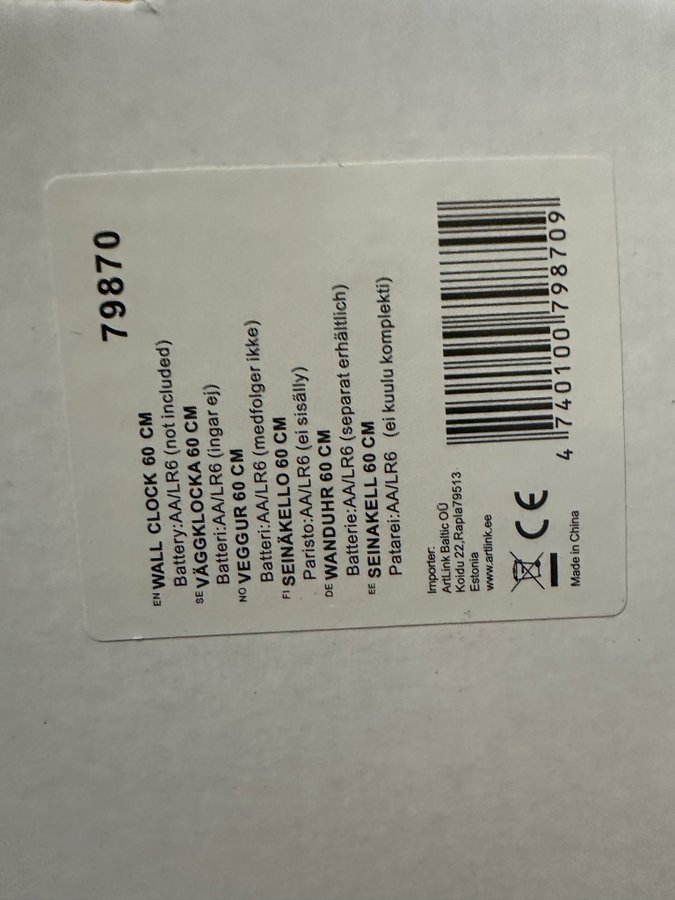 79870
EN WALL CLOCK 60 CM
Battery:AA/LR6 (not included)
SE VÄGGKLOCKA 60 CM
Batteri:AA/LR6 (ingar ej)
NO VEGGUR 60 CM
Batteri:AA/LR6 (medfolger ikke)
FI SEINÄKELLO 60 CM
Paristo:AA/LR6 (ei sisälly)
DE WANDUHR 60 CM
Batterie:AA/LR6 (separat erhältlich)
EE SEINAKELL 60 CM
Patarei:AA/LR6 (ei kuulu komplekti)
Importer:
ArtLink Baltic OÜ
Koidu 22,Rapla79513
Estonia
www.artlink.ee
CE
Made in China
4 740100 798709